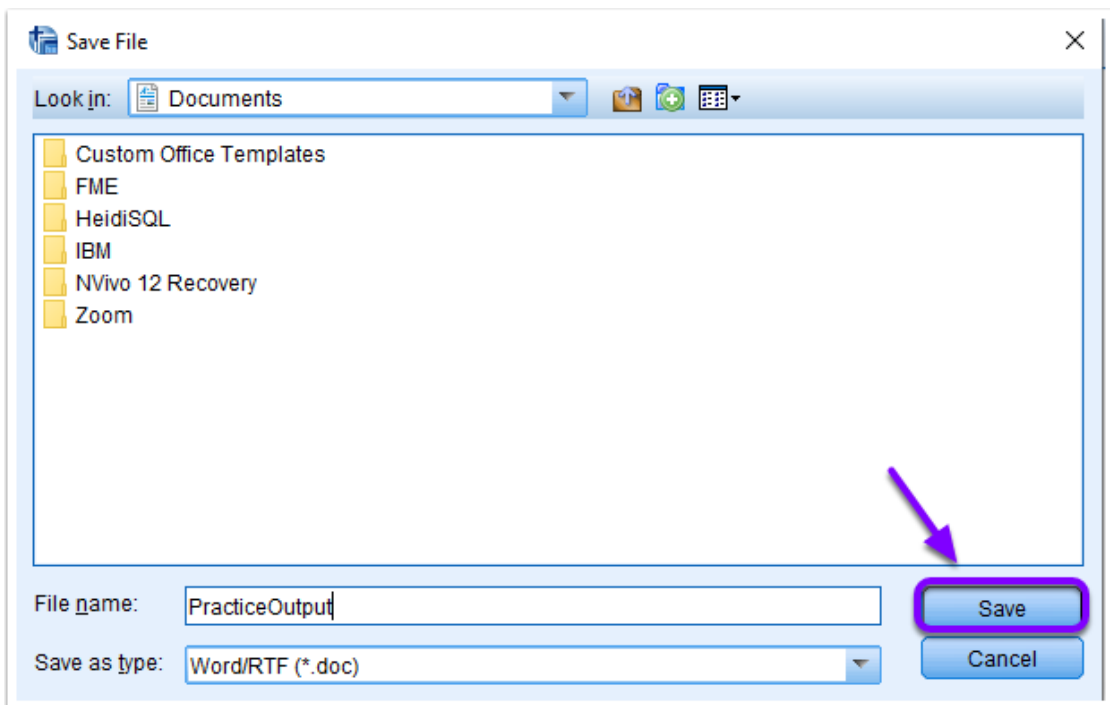 Save File
Look in: Documents
Custom Office Templates
FME
HeidiSQL
IBM
NVivo 12 Recovery
Zoom
File name: PracticeOutput
Save
Save as type: Word/RTF (*.doc)
Cancel